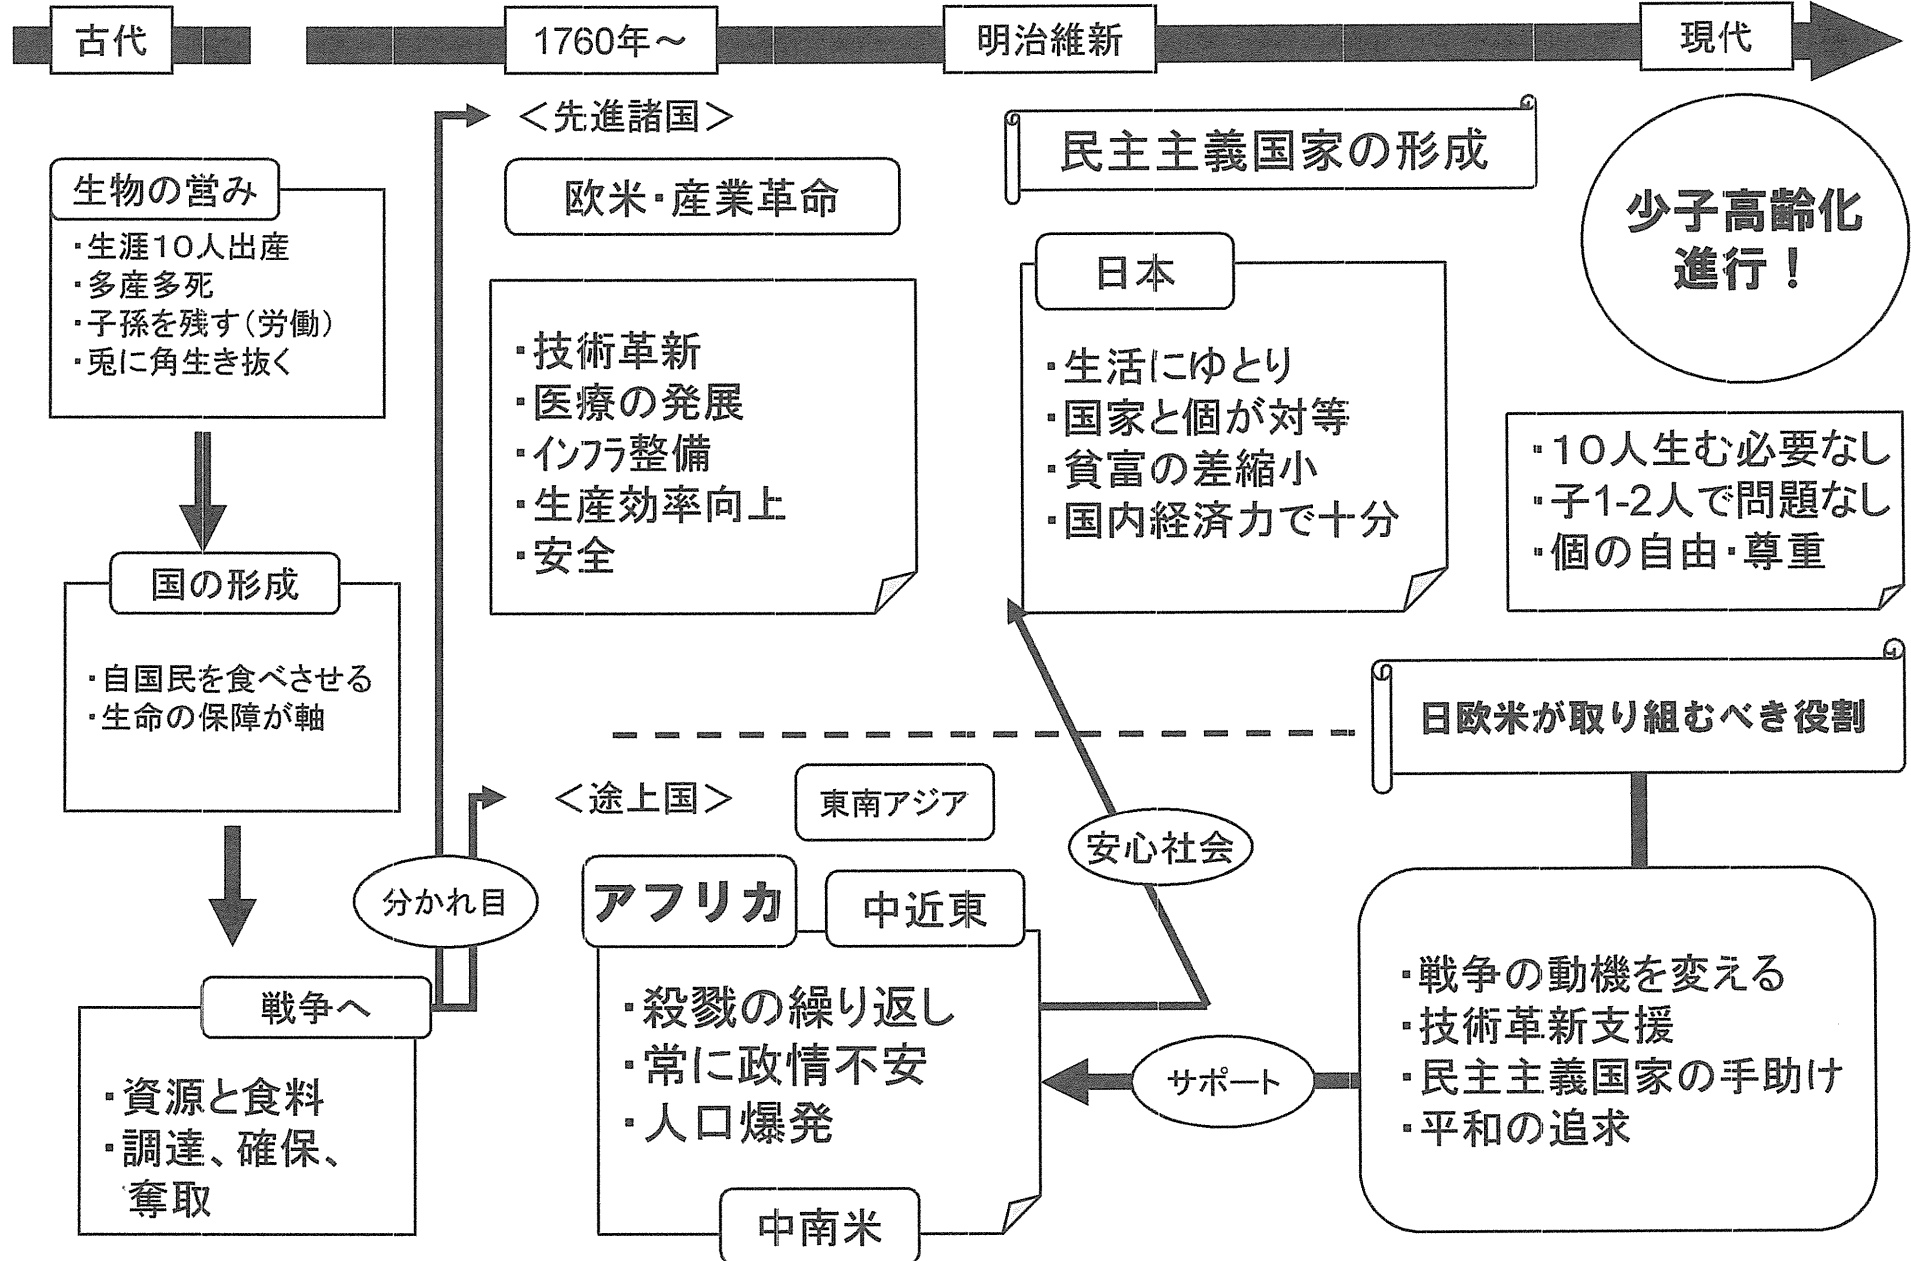 古代
1760年～
明治維新
現代
生物の営み
・生涯10人出産
・多産多死
・子孫を残す（労働）
・兎に角生き抜く
国の形成
・自国民を食べさせる
・生命の保障が軸
戦争へ
・資源と食料
・調達、確保、
奪取
分かれ目
＜先進諸国＞
欧米・産業革命
・技術革新
・医療の発展
・インフラ整備
・生産効率向上
・安全
民主主義国家の形成
日本
・生活にゆとり
・国家と個が対等
・貧富の差縮小
・国内経済力で十分
少子高齢化
進行！
・10人生む必要なし
・子1-2人で問題なし
・個の自由・尊重
＜途上国＞
東南アジア
アフリカ
中近東
・殺戮の繰り返し
・常に政情不安
・人口爆発
中南米
安心社会
サポート
日欧米が取り組むべき役割
・戦争の動機を変える
・技術革新支援
・民主主義国家の手助け
・平和の追求